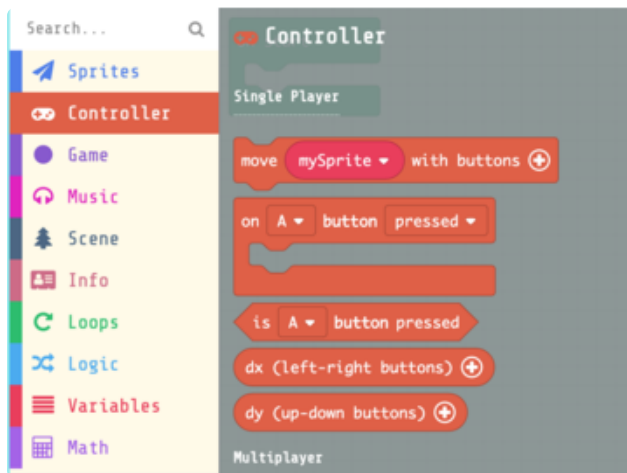 Search...
Sprites
Controller
Game
Music
Scene
Info
Loops
Logic
Variables
Math
Controller
Single Player
move mySprite with buttons
on A button pressed
is A button pressed
dx (left-right buttons)
dy (up-down buttons)
Multiplayer